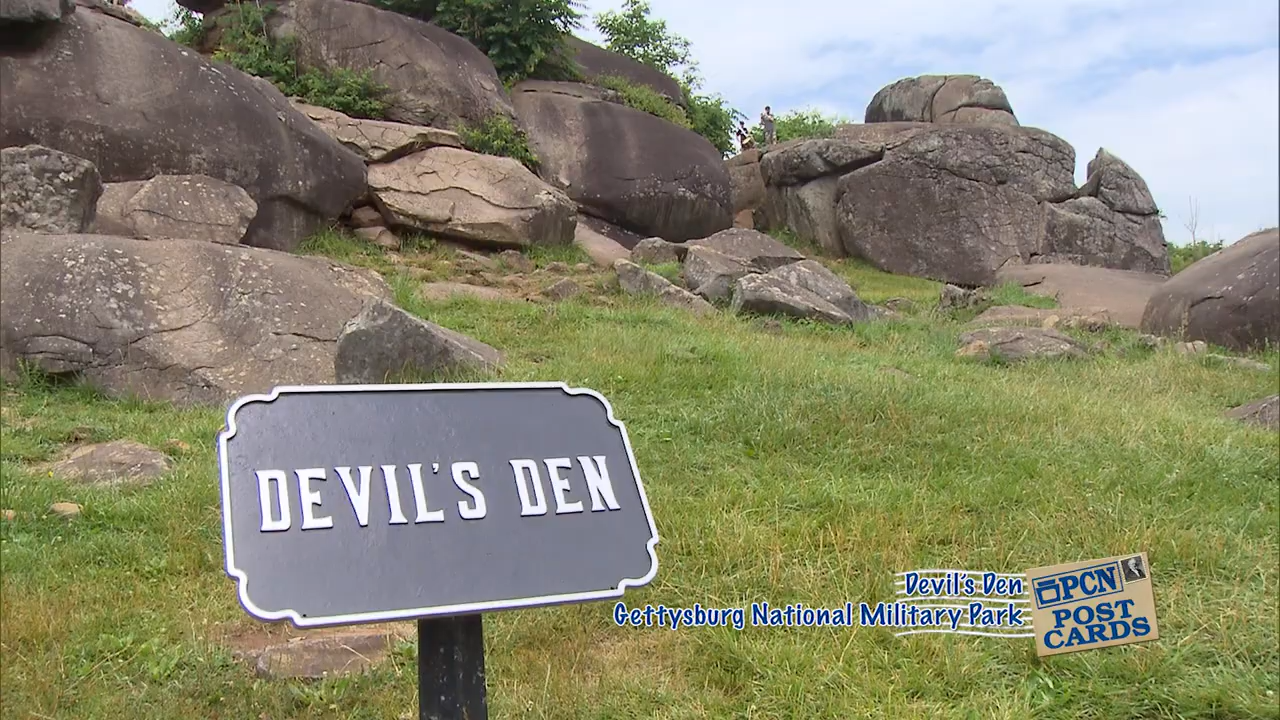 DEVIL'S DEN
Devil's Den
Gettysburg National Military Park
PCN
POST
CARDS